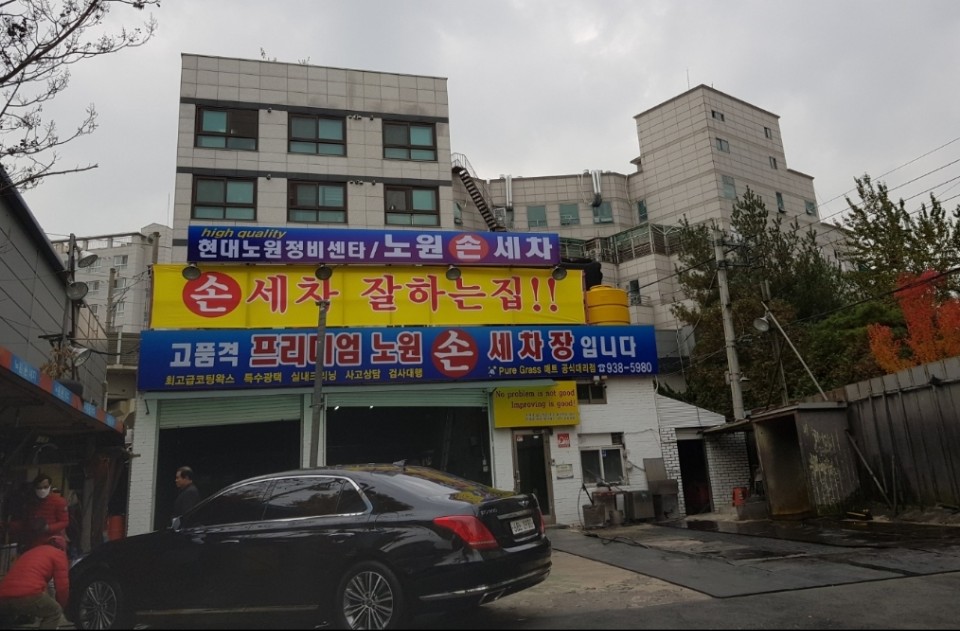 high quality
현대노원정비센타/노원손세차
손세차 잘하는집!!
고품격 프리미엄 노원 손 세차장 입니다
최고급코팅왁스 특수광택 실내크리닝 사고상담 검사대행
Pure Grass 매트 공식대리점 ☎938-5980
No problem is not good
Improving is good!